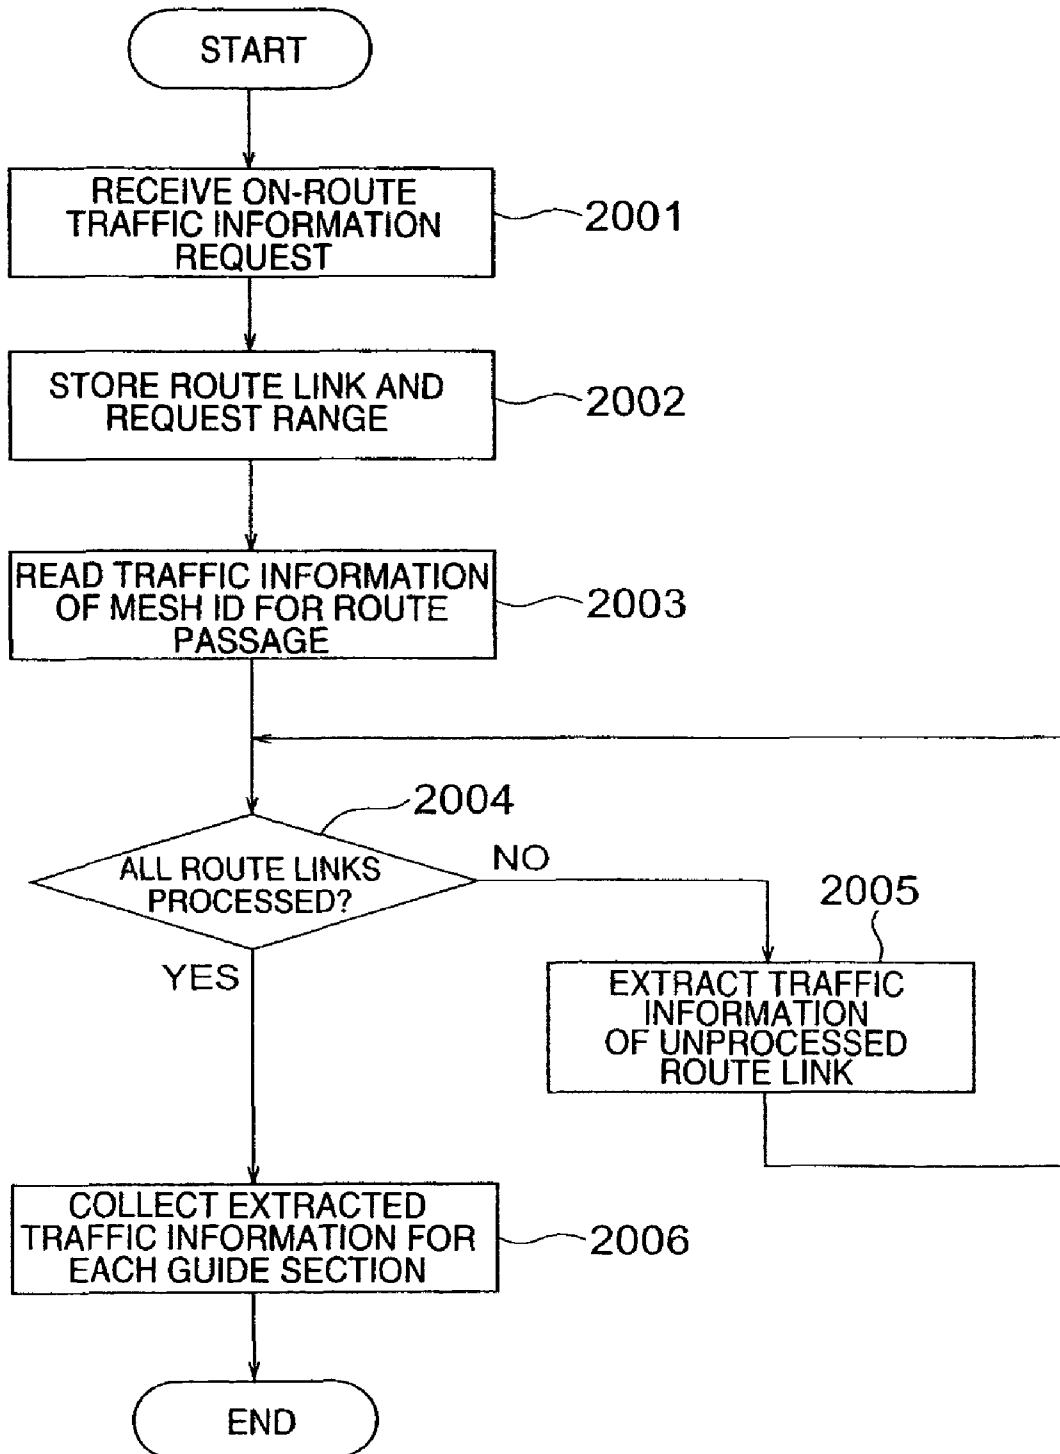 START
RECEIVE ON-ROUTE
TRAFFIC INFORMATION
REQUEST
2001
STORE ROUTE LINK AND
REQUEST RANGE
2002
READ TRAFFIC INFORMATION
OF MESH ID FOR ROUTE
PASSAGE
2003
2004
ALL ROUTE LINKS
PROCESSED?
NO
YES
2005
EXTRACT TRAFFIC
INFORMATION
OF UNPROCESSED
ROUTE LINK
COLLECT EXTRACTED
TRAFFIC INFORMATION FOR
EACH GUIDE SECTION
2006
END